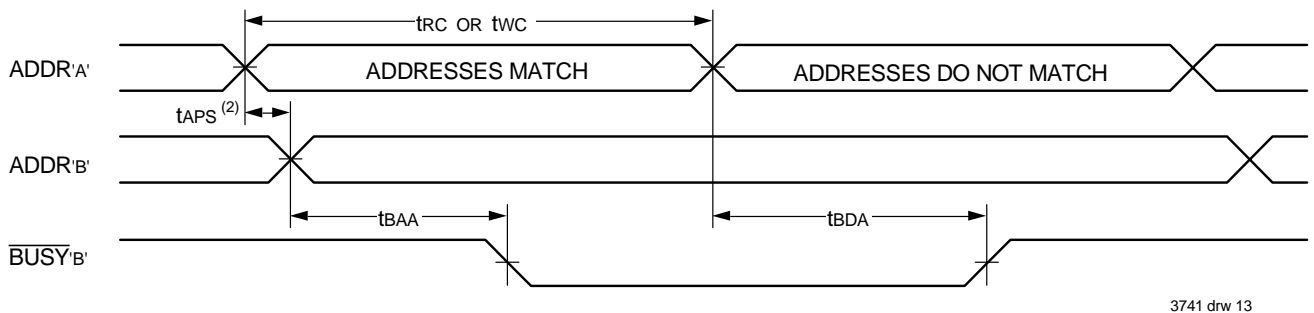 tRC OR tWC
ADDR'A'
ADDRESSES MATCH
ADDRESSES DO NOT MATCH
tAPS (2)
ADDR'B'
tBAA
tBDA
BUSY'B'
3741 drw 13